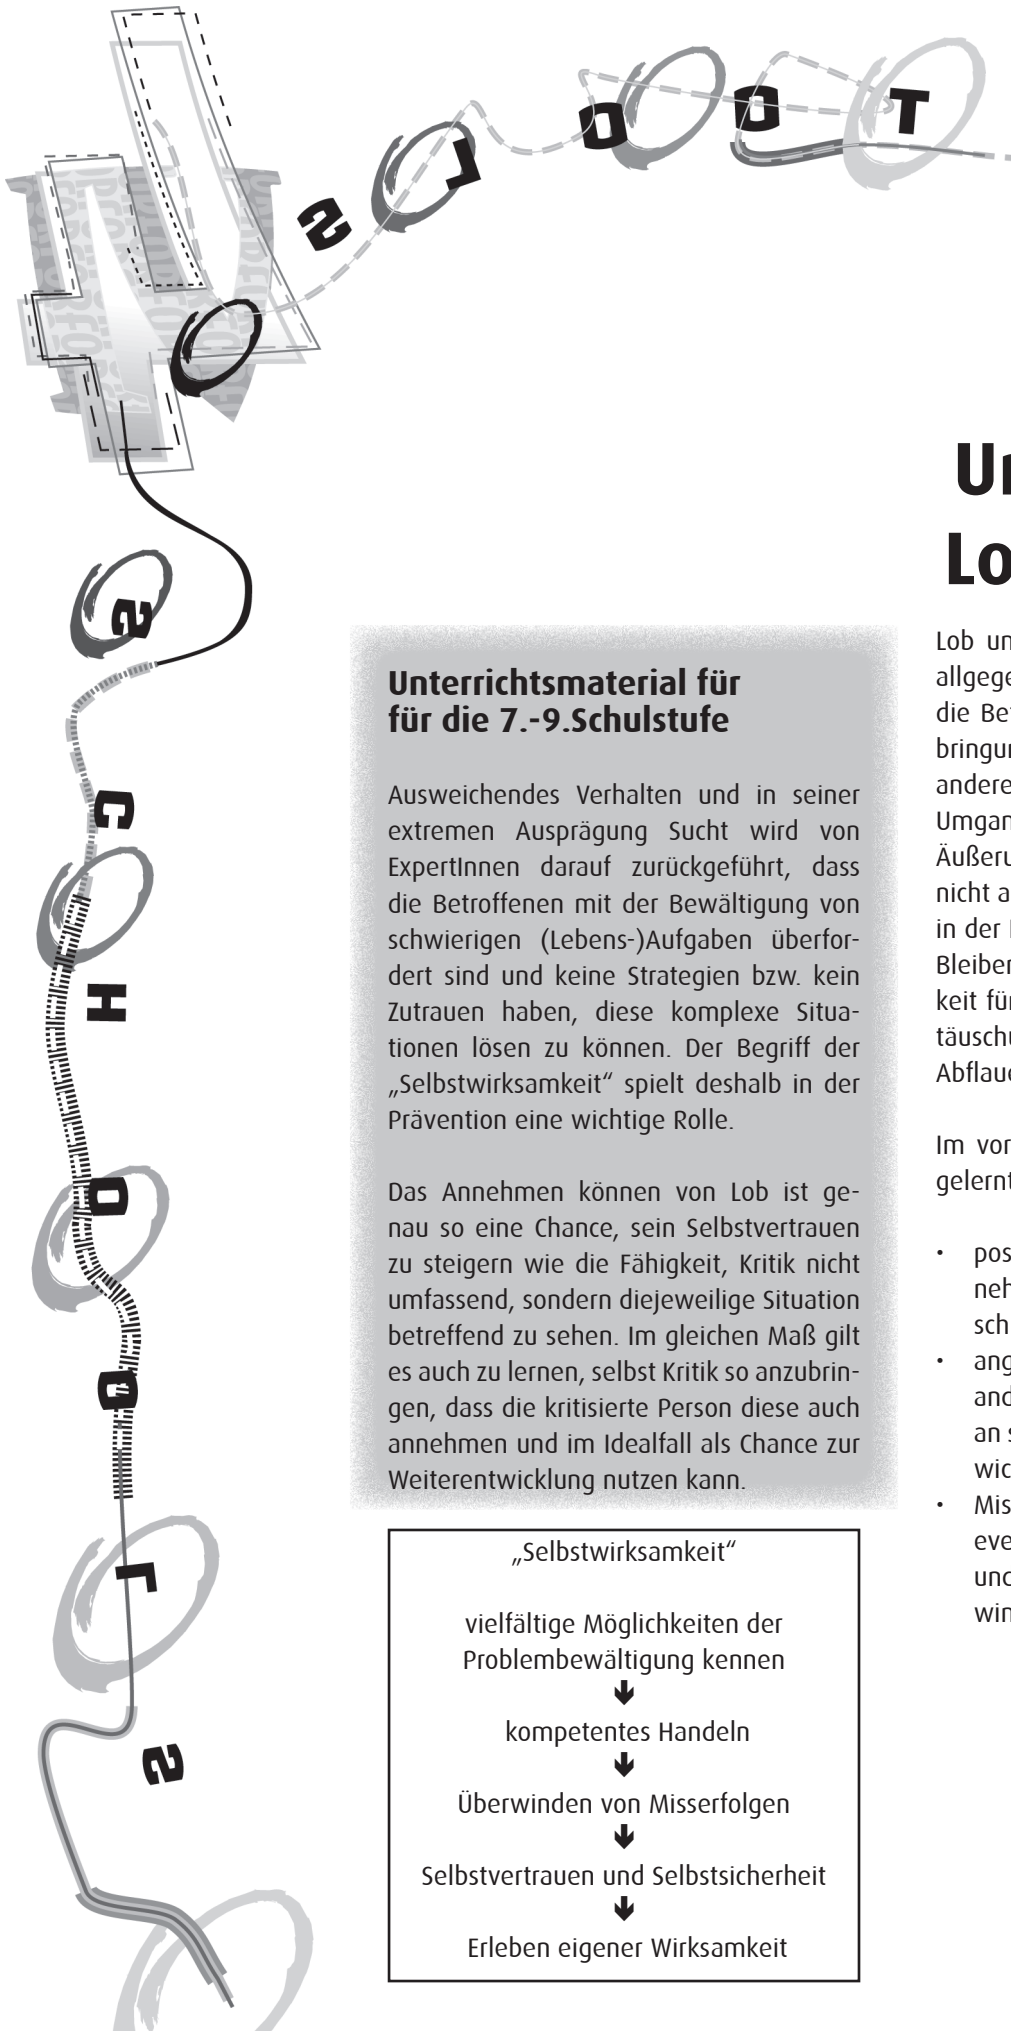 TOOLS
4
SCHOOLS
Unterrichtsmaterial für
für die 7.-9.Schulstufe
Ausweichendes Verhalten und in seiner
extremen Ausprägung Sucht wird von
ExpertInnen darauf zurückgeführt, dass
die Betroffenen mit der Bewältigung von
schwierigen (Lebens-)Aufgaben überfor-
dert sind und keine Strategien bzw. kein
Zutrauen haben, diese komplexe Situa-
tionen lösen zu können. Der Begriff der
„Selbstwirksamkeit“ spielt deshalb in der
Prävention eine wichtige Rolle.
Das Annehmen können von Lob ist ge-
nau so eine Chance, sein Selbstvertrauen
zu steigern wie die Fähigkeit, Kritik nicht
umfassend, sondern diejeweilige Situation
betreffend zu sehen. Im gleichen Maß gilt
es auch zu lernen, selbst Kritik so anzubrin-
gen, dass die kritisierte Person diese auch
annehmen und im Idealfall als Chance zur
Weiterentwicklung nutzen kann.
„Selbstwirksamkeit“
vielfältige Möglichkeiten der
Problembewältigung kennen
kompetentes Handeln
Überwinden von Misserfolgen
Selbstvertrauen und Selbstsicherheit
Erleben eigener Wirksamkeit
Un
Lo
Lob un
allgege
die Be
bringun
andere
Umgan
Äußeru
nicht a
in der
Bleiben
keit für
täuschu
Abflaue
Im vor
gelernt
• pos
neh
sch
• ang
and
an s
wic
• Mis
eve
und
win